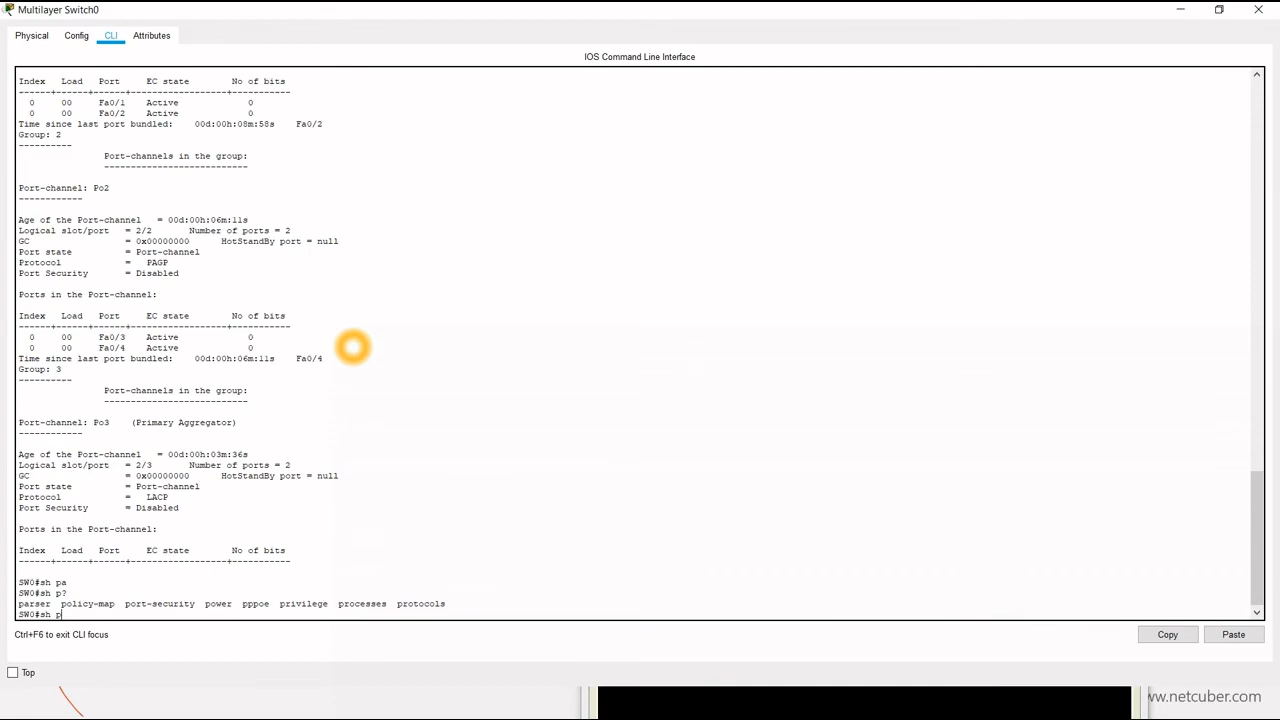 Multilayer Switch0
Physical Config CLI Attributes
IOS Command Line Interface
Index   Load   Port     EC state        No of bits
------+------+------+------------------+-----------
  0     00     Fa0/1    Active             0
  0     00     Fa0/2    Active             0
Time since last port bundled:    00d:00h:08m:58s    Fa0/2
Group: 2
----------
                Port-channels in the group:
                ---------------------------
Port-channel: Po2
------------
Age of the Port-channel   = 00d:00h:06m:11s
Logical slot/port   = 2/2       Number of ports = 2
GC                  = 0x00000000      HotStandBy port = null
Port state          = Port-channel
Protocol            =   PAGP
Port Security       = Disabled
Ports in the Port-channel:
Index   Load   Port     EC state        No of bits
------+------+------+------------------+-----------
  0     00     Fa0/3    Active             0
  0     00     Fa0/4    Active             0
Time since last port bundled:    00d:00h:06m:11s    Fa0/4
Group: 3
----------
                Port-channels in the group:
                ---------------------------
Port-channel: Po3    (Primary Aggregator)
------------
Age of the Port-channel   = 00d:00h:03m:36s
Logical slot/port   = 2/3       Number of ports = 2
GC                  = 0x00000000      HotStandBy port = null
Port state          = Port-channel
Protocol            =   LACP
Port Security       = Disabled
Ports in the Port-channel:
Index   Load   Port     EC state        No of bits
------+------+------+------------------+-----------
SW0#sh pa
SW0#sh p?
parser  policy-map  port-security  power  pppoe  privilege  processes  protocols
SW0#sh p
Ctrl+F6 to exit CLI focus
Copy Paste
Top
ww.netcuber.com